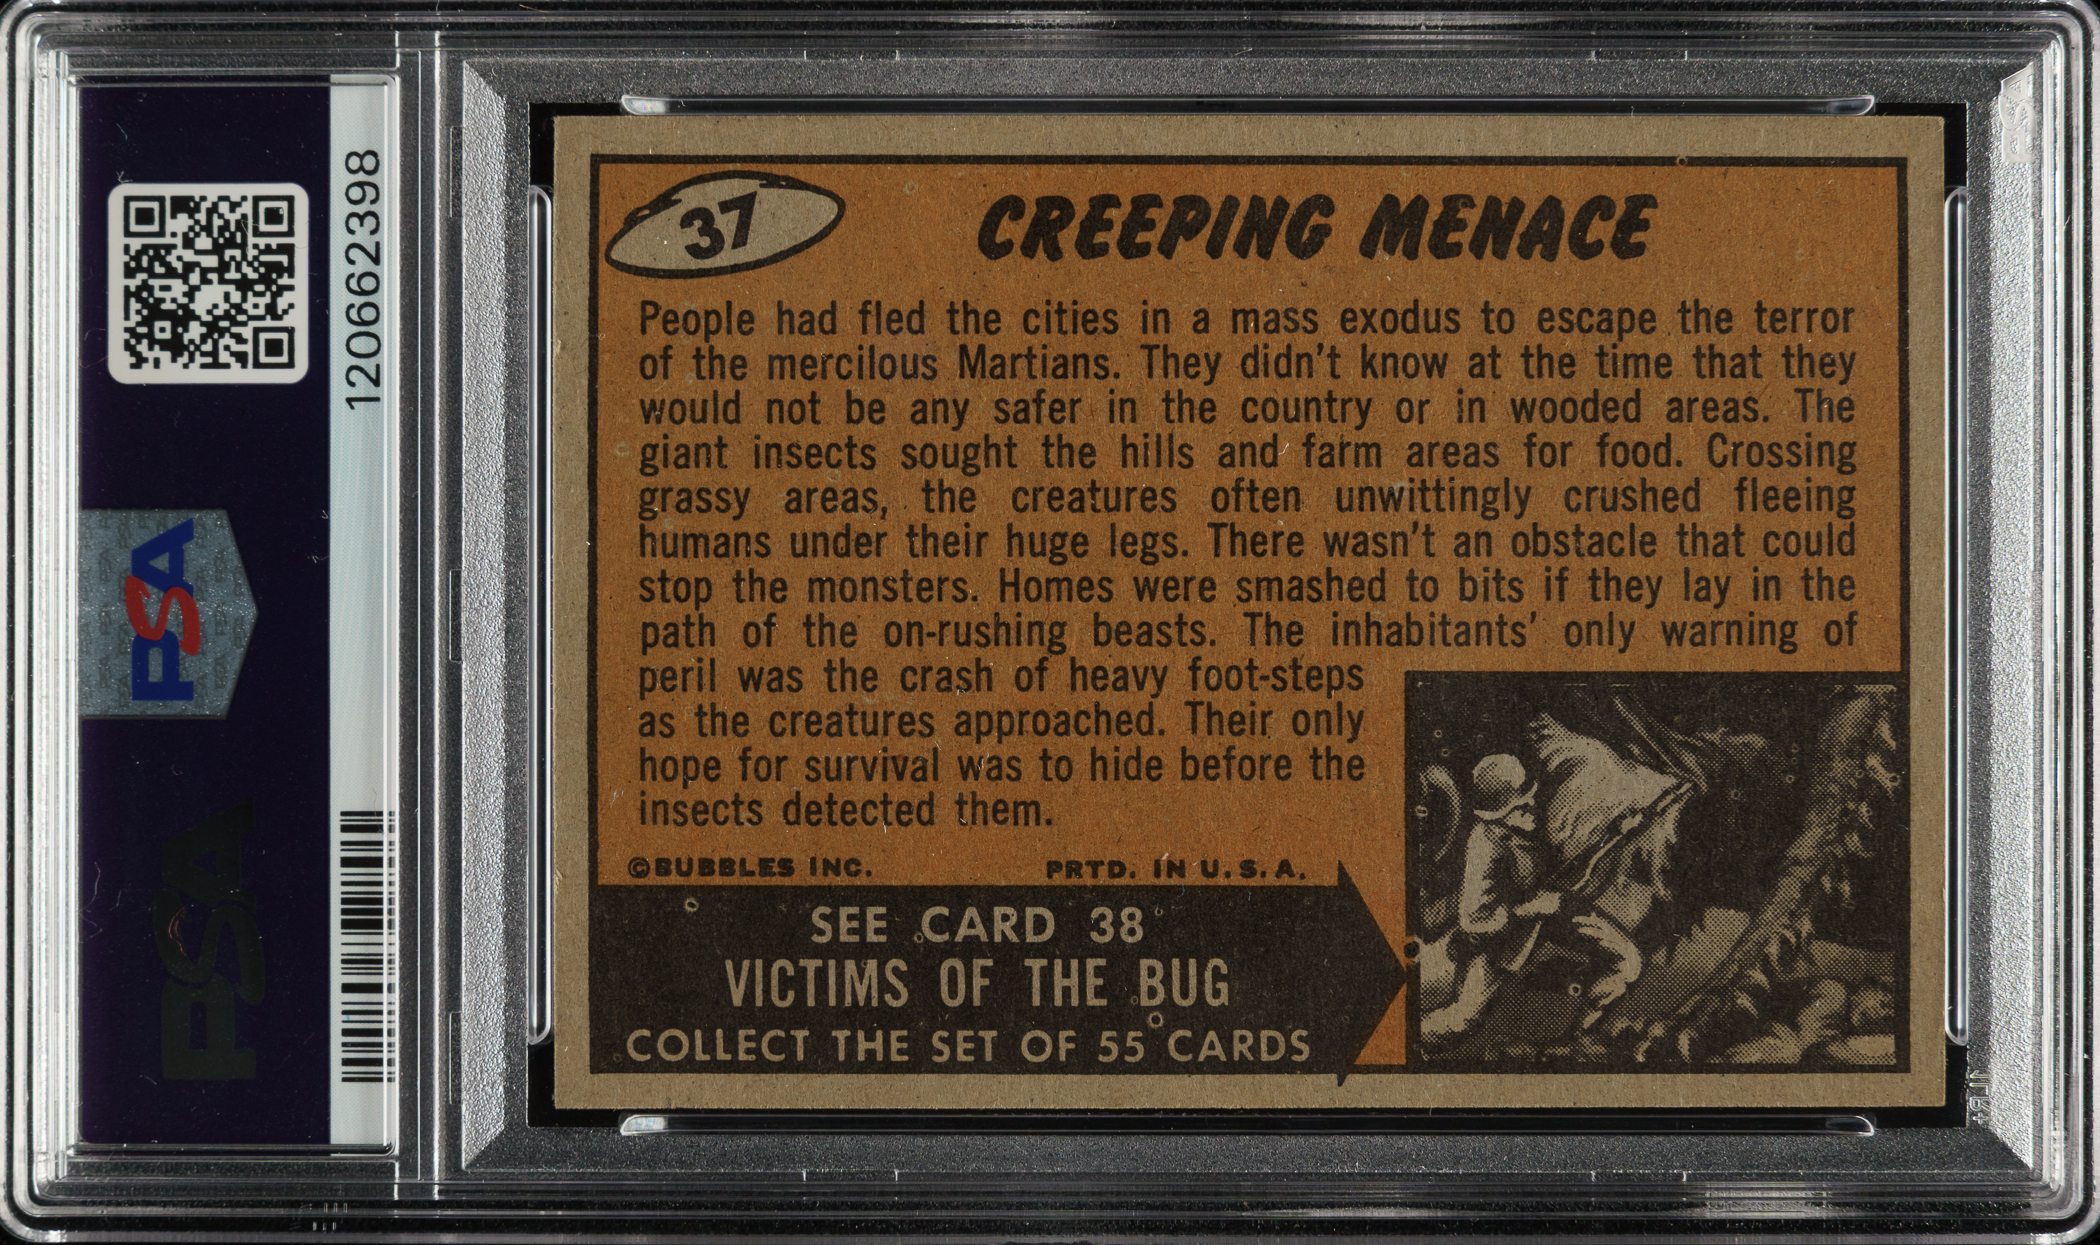 120662398
PSA
PSA
37
CREEPING MENACE
People had fled the cities in a mass exodus to escape the terror
of the mercilous Martians. They didn't know at the time that they
would not be any safer in the country or in wooded areas. The
giant insects sought the hills and farm areas for food. Crossing
grassy areas, the creatures often unwittingly crushed fleeing
humans under their huge legs. There wasn't an obstacle that could
stop the monsters. Homes were smashed to bits if they lay in the
path of the on-rushing beasts. The inhabitants' only warning of
peril was the crash of heavy foot-steps
as the creatures approached. Their only
hope for survival was to hide before the
insects detected them.
©BUBBLES INC. PRTD. IN U.S.A.
SEE CARD 38
VICTIMS OF THE BUG
COLLECT THE SET OF 55 CARDS